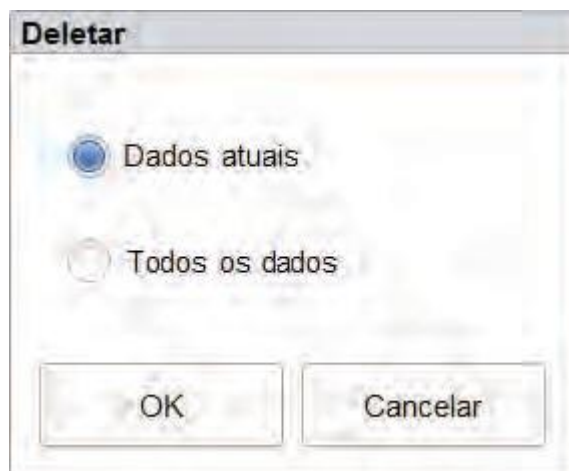 Deletar
Dados atuais
Todos os dados
OK
Cancelar